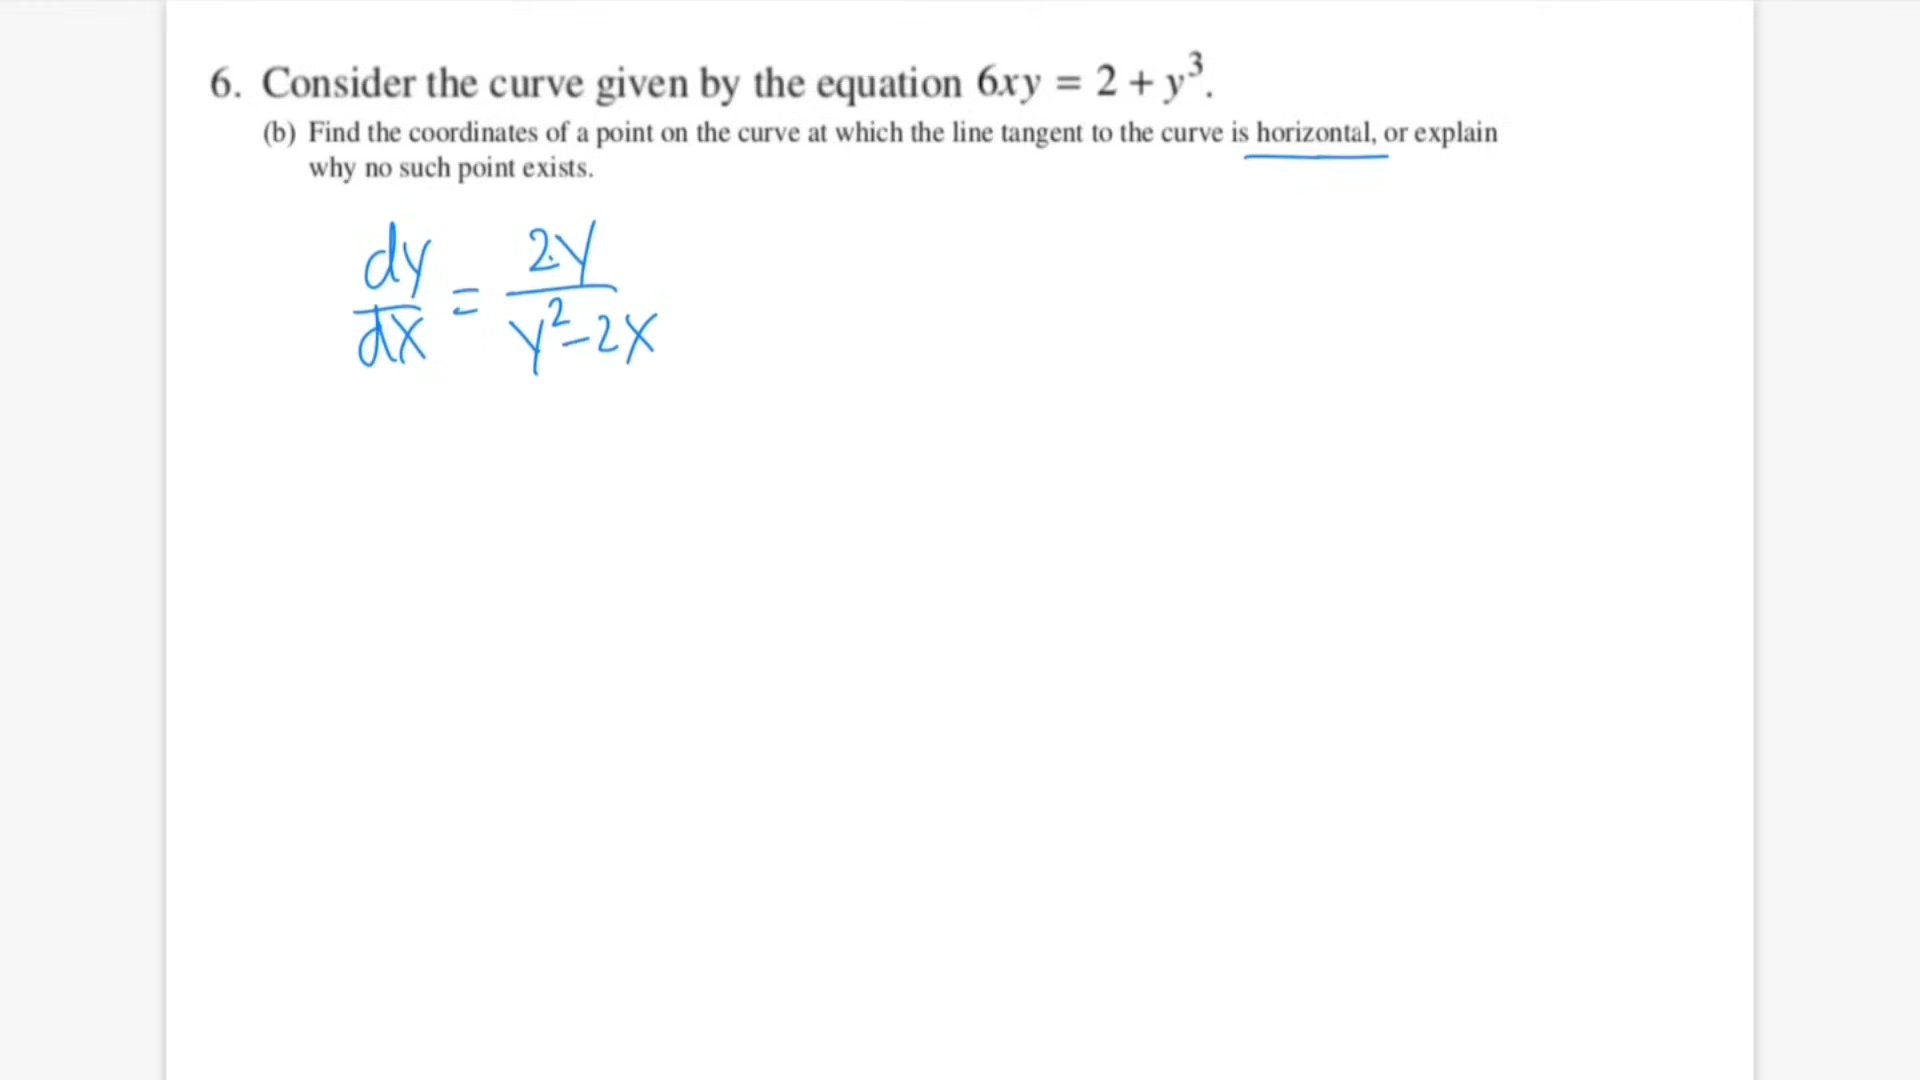 6. Consider the curve given by the equation 6xy = 2 + y³.
(b) Find the coordinates of a point on the curve at which the line tangent to the curve is horizontal, or explain
why no such point exists.
dy/dx = 2y/(y² - 2x)